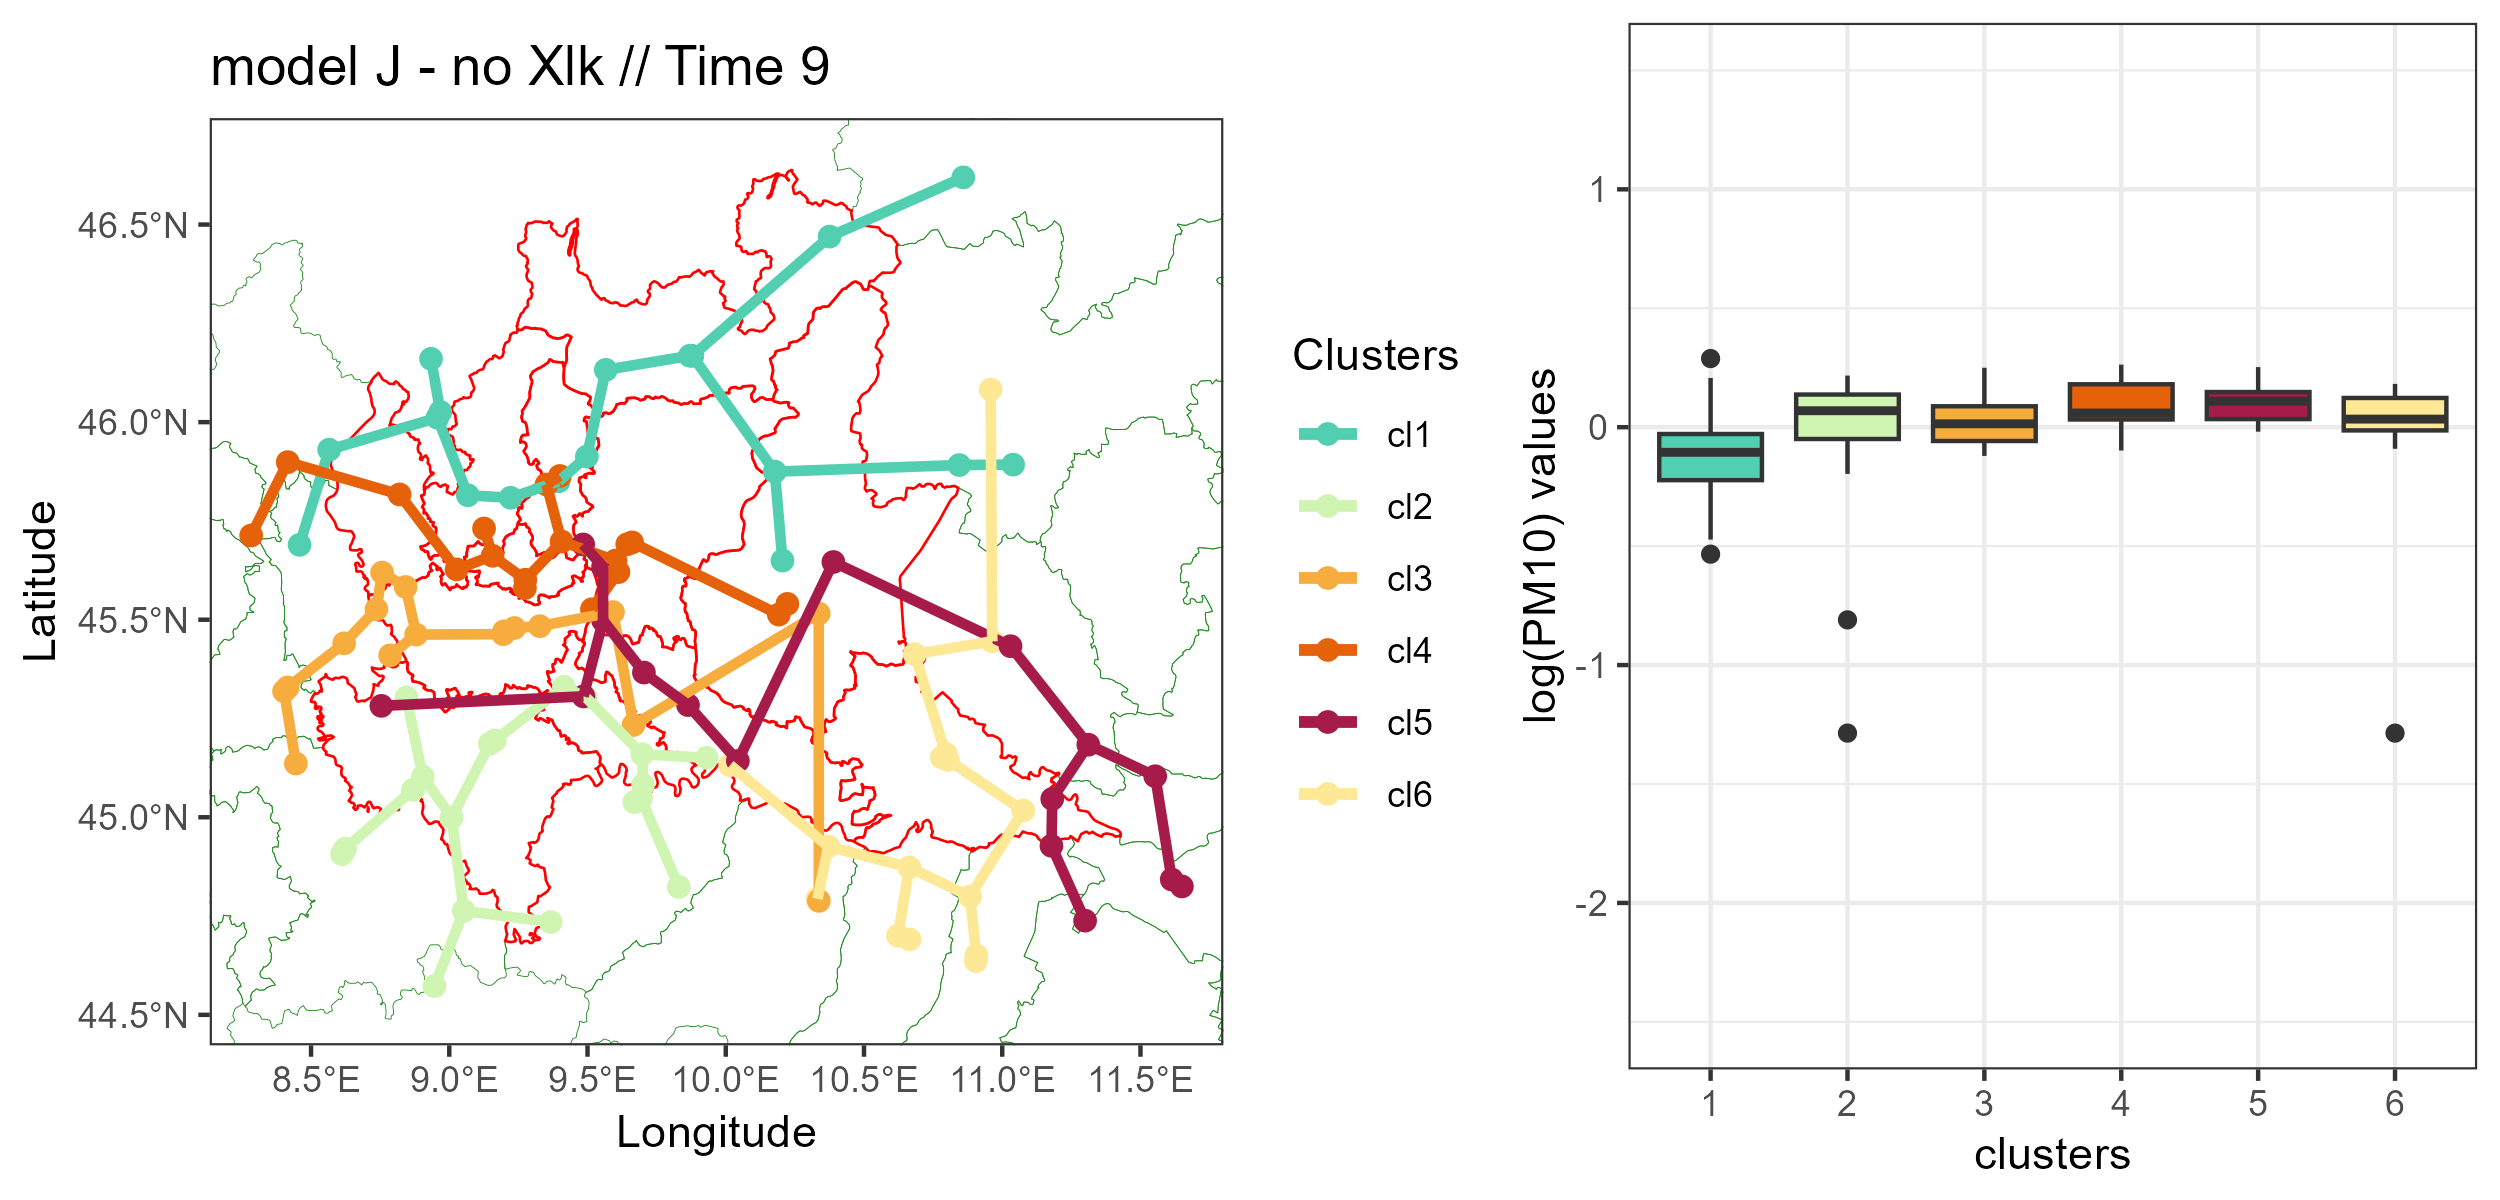 model J - no Xlk // Time 9
46.5°N
46.0°N
45.5°N
45.0°N
44.5°N
Latitude
8.5°E
9.0°E
9.5°E
10.0°E
10.5°E
11.0°E
11.5°E
Longitude
Clusters
cl1
cl2
cl3
cl4
cl5
cl6
log(PM10) values
1
0
-1
-2
1
2
3
4
5
6
clusters